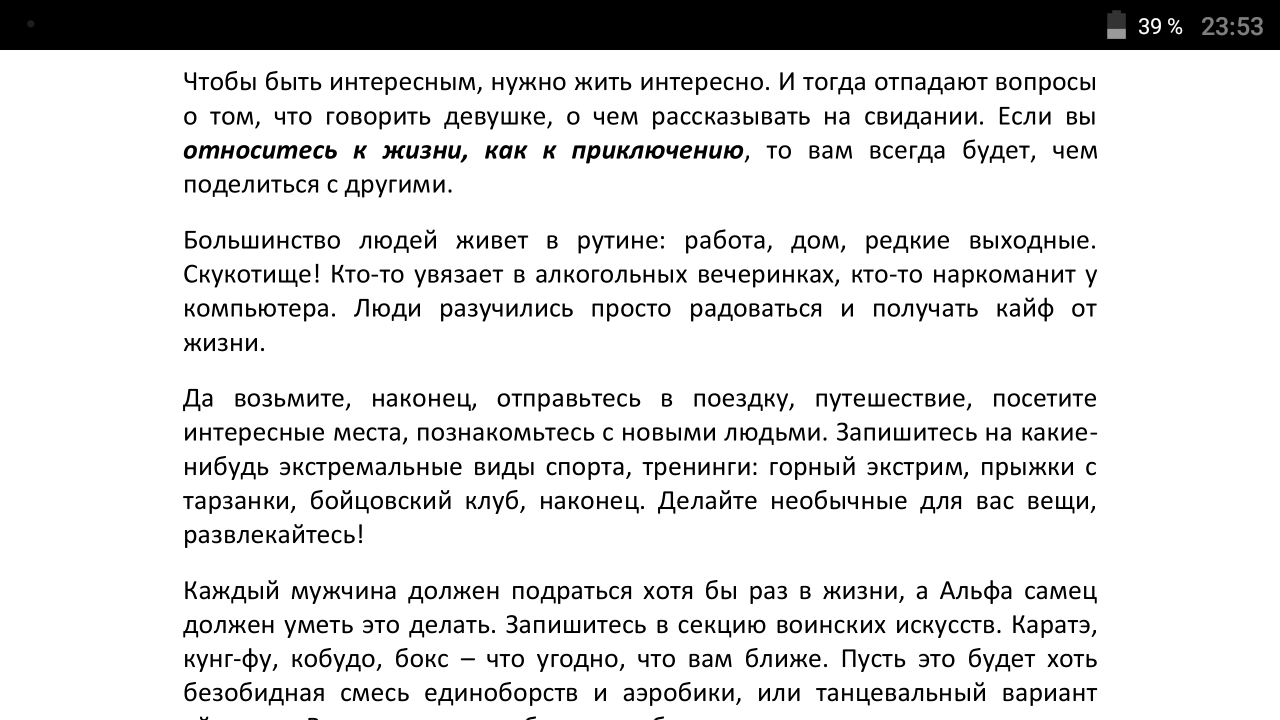 39 % 23:53
Чтобы быть интересным, нужно жить интересно. И тогда отпадают вопросы
о том, что говорить девушке, о чем рассказывать на свидании. Если вы
относитесь к жизни, как к приключению, то вам всегда будет, чем
поделиться с другими.
Большинство людей живет в рутине: работа, дом, редкие выходные.
Скукотище! Кто-то увязает в алкогольных вечеринках, кто-то наркоманит у
компьютера. Люди разучились просто радоваться и получать кайф от
жизни.
Да возьмите, наконец, отправьтесь в поездку, путешествие, посетите
интересные места, познакомьтесь с новыми людьми. Запишитесь на какие-
нибудь экстремальные виды спорта, тренинги: горный экстрим, прыжки с
тарзанки, бойцовский клуб, наконец. Делайте необычные для вас вещи,
развлекайтесь!
Каждый мужчина должен подраться хотя бы раз в жизни, а Альфа самец
должен уметь это делать. Запишитесь в секцию воинских искусств. Каратэ,
кунг-фу, кобудо, бокс – что угодно, что вам ближе. Пусть это будет хоть
безобидная смесь единоборств и аэробики, или танцевальный вариант